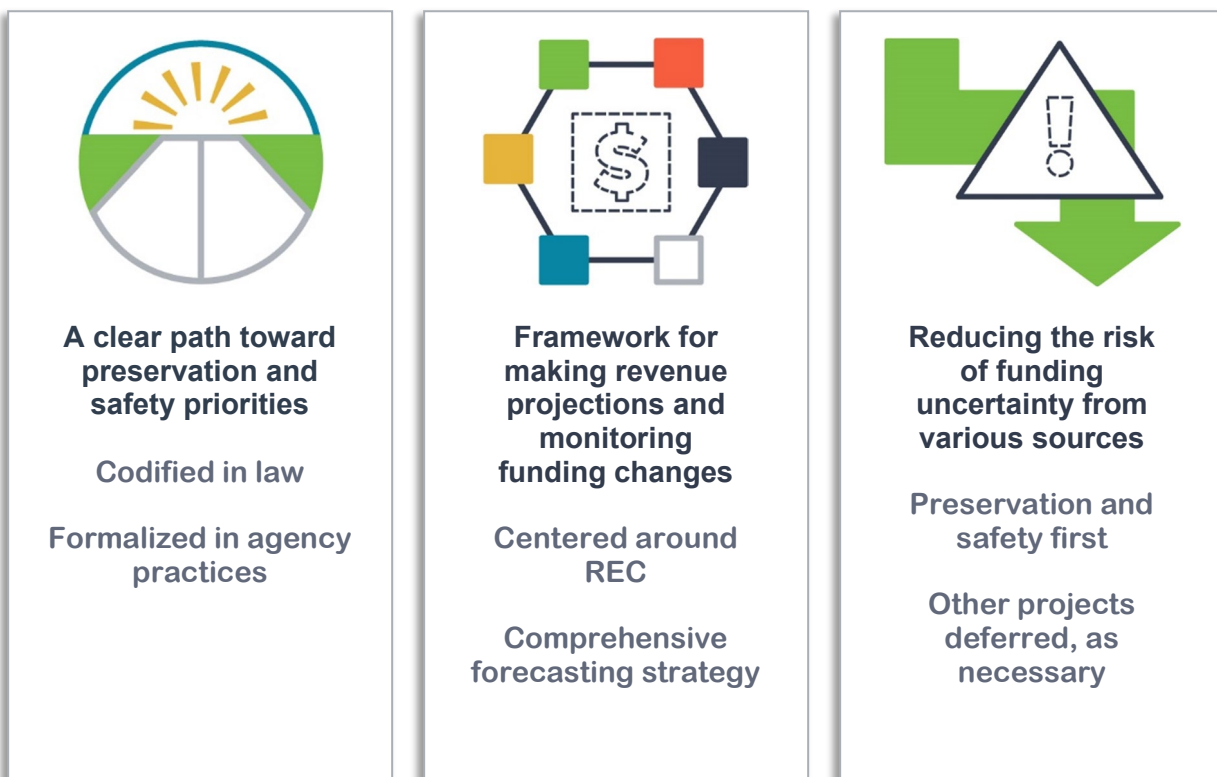 A clear path toward
preservation and
safety priorities
Codified in law
Formalized in agency
practices
Framework for
making revenue
projections and
monitoring
funding changes
Centered around
REC
Comprehensive
forecasting strategy
Reducing the risk
of funding
uncertainty from
various sources
Preservation and
safety first
Other projects
deferred, as
necessary